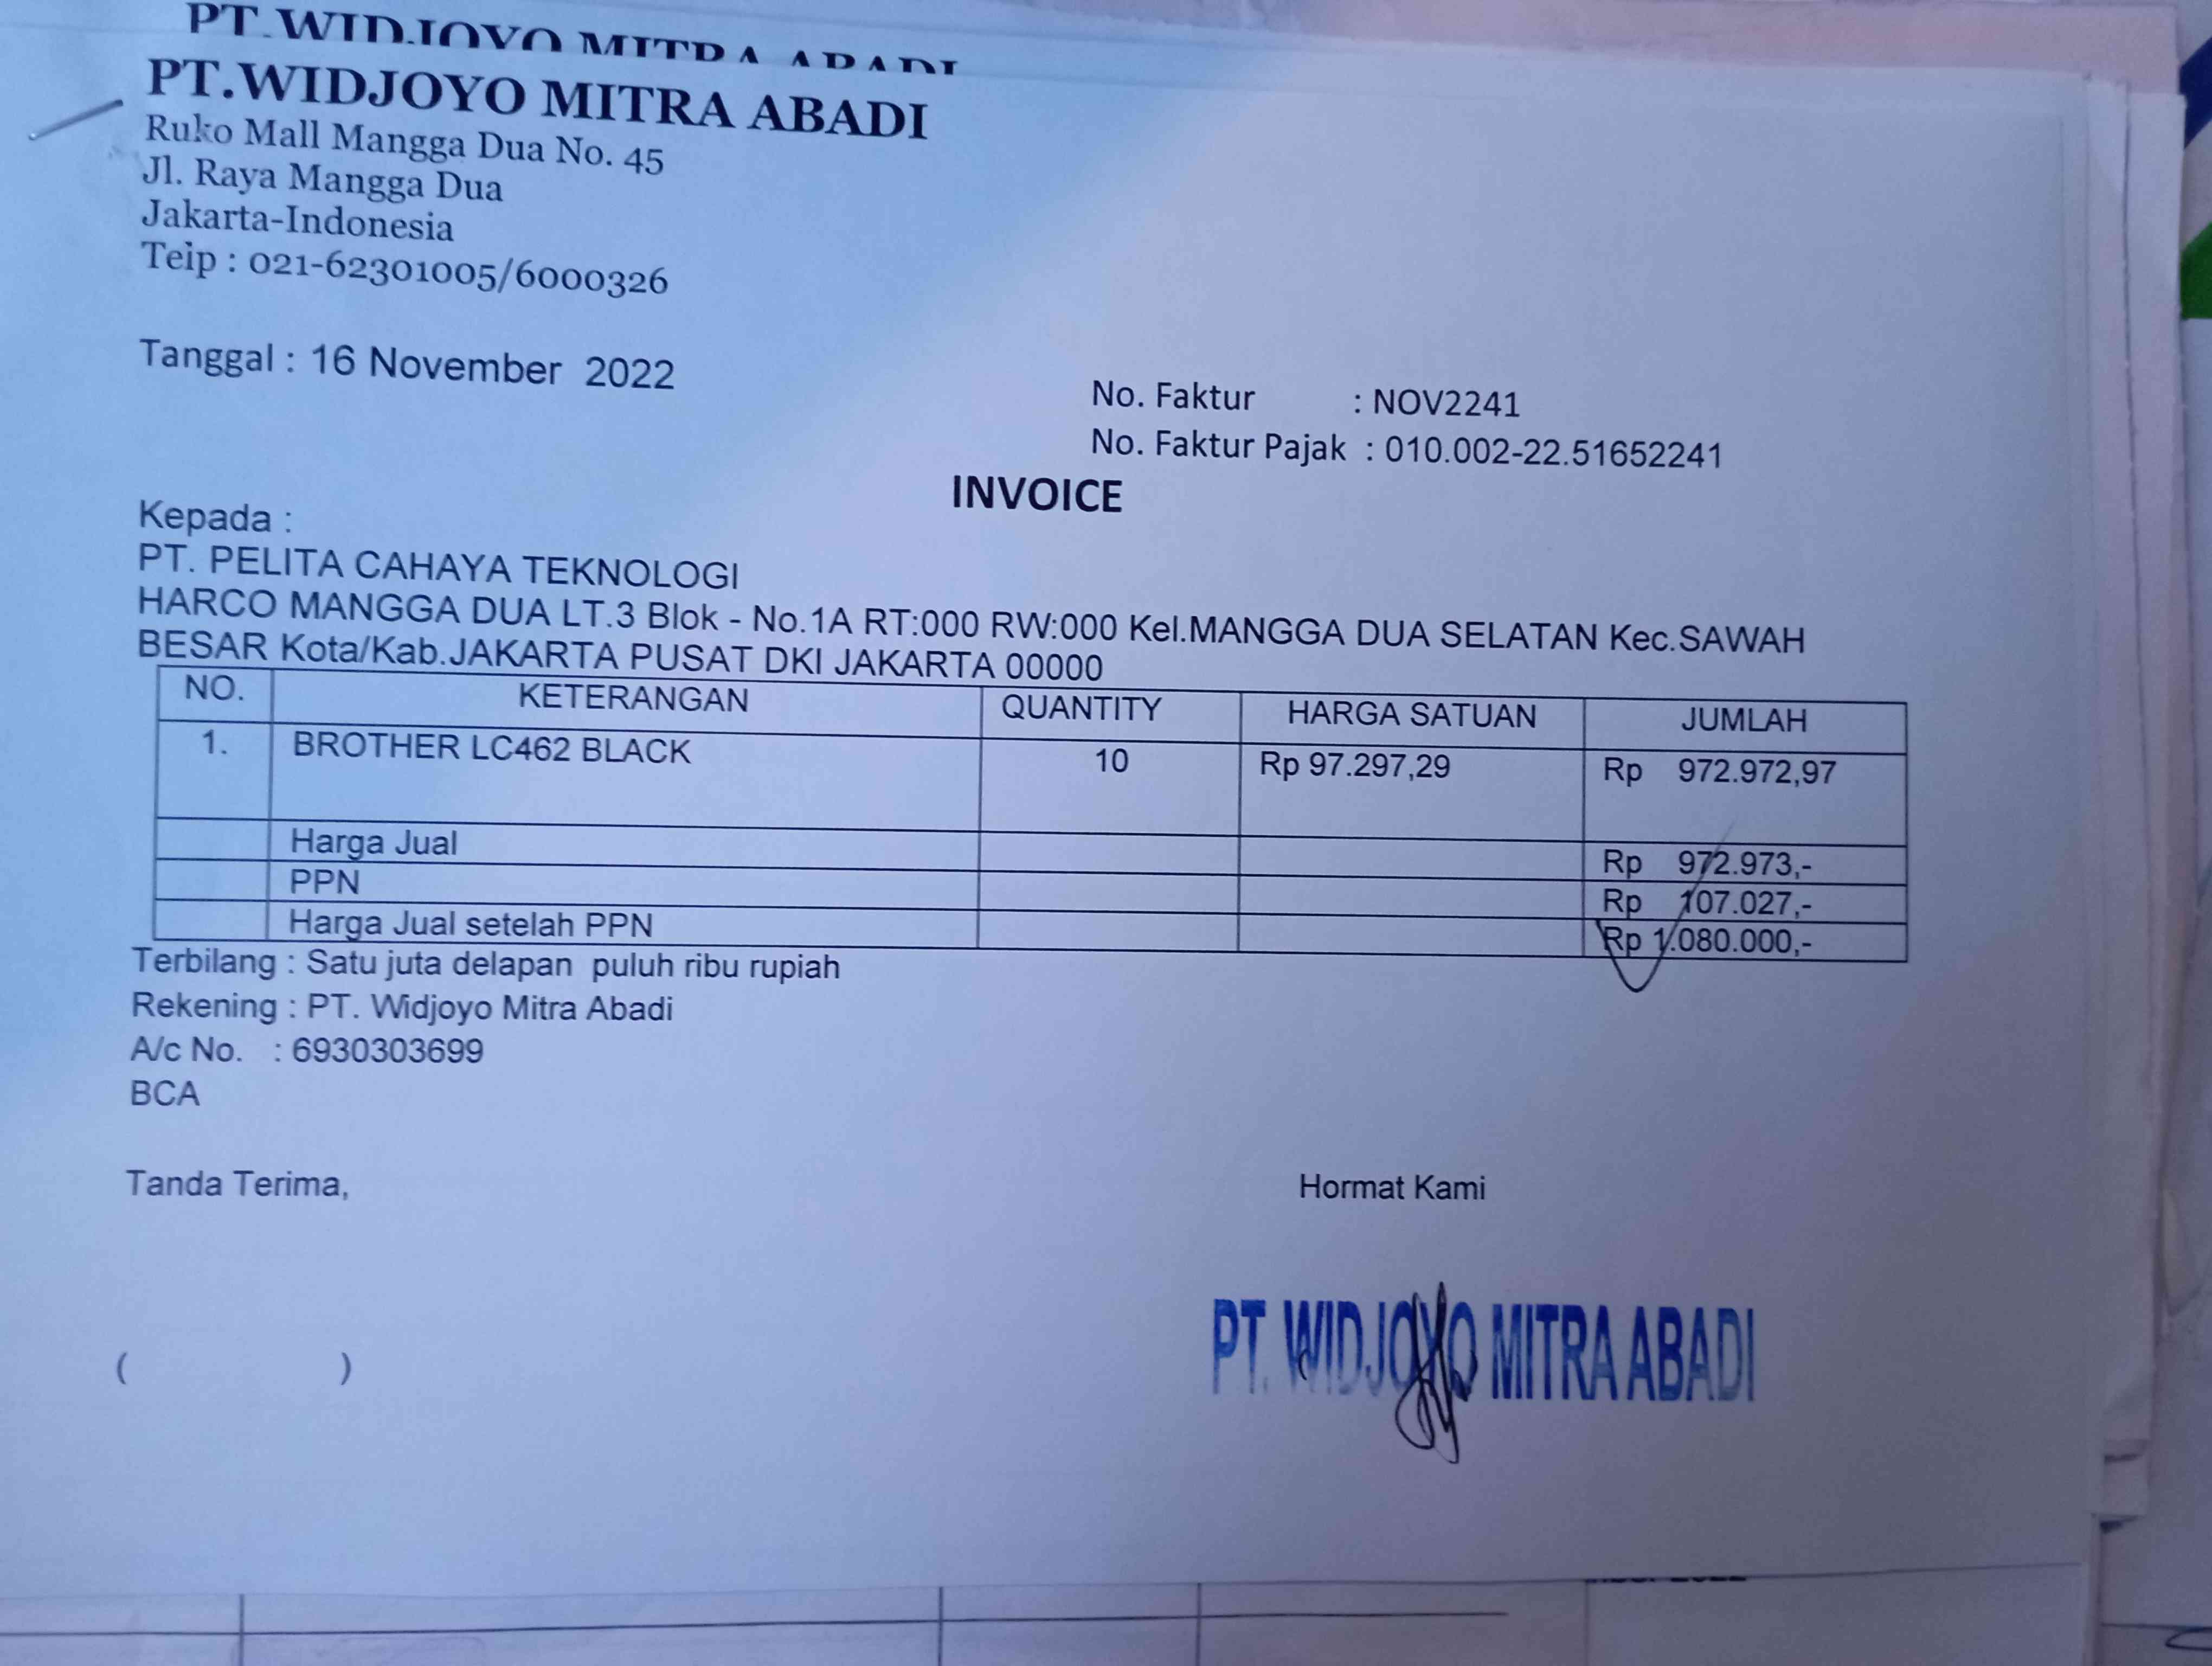 PT.WIDJOYO MITRA ABADI
PT.WIDJOYO MITRA ABADI
Ruko Mall Mangga Dua No. 45
Jl. Raya Mangga Dua
Jakarta-Indonesia
Teip : 021-62301005/6000326
Tanggal : 16 November 2022
No. Faktur : NOV2241
No. Faktur Pajak : 010.002-22.51652241
INVOICE
Kepada :
PT. PELITA CAHAYA TEKNOLOGI
HARCO MANGGA DUA LT.3 Blok - No.1A RT:000 RW:000 Kel.MANGGA DUA SELATAN Kec.SAWAH
BESAR Kota/Kab.JAKARTA PUSAT DKI JAKARTA 00000
NO. KETERANGAN QUANTITY HARGA SATUAN JUMLAH
1. BROTHER LC462 BLACK 10 Rp 97.297,29 Rp 972.972,97
Harga Jual Rp 972.973,-
PPN Rp 107.027,-
Harga Jual setelah PPN Rp 1.080.000,-
Terbilang : Satu juta delapan puluh ribu rupiah
Rekening : PT. Widjoyo Mitra Abadi
A/c No. : 6930303699
BCA
Tanda Terima,
Hormat Kami
( )
PT. WIDJOYO MITRA ABADI